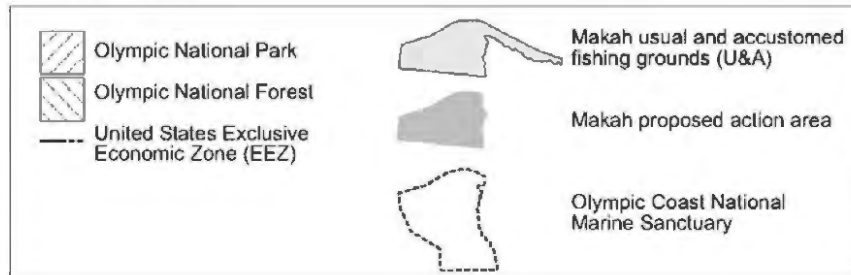 Olympic National Park
Olympic National Forest
United States Exclusive
Economic Zone (EEZ)
Makah usual and accustomed
fishing grounds (U&A)
Makah proposed action area
Olympic Coast National
Marine Sanctuary